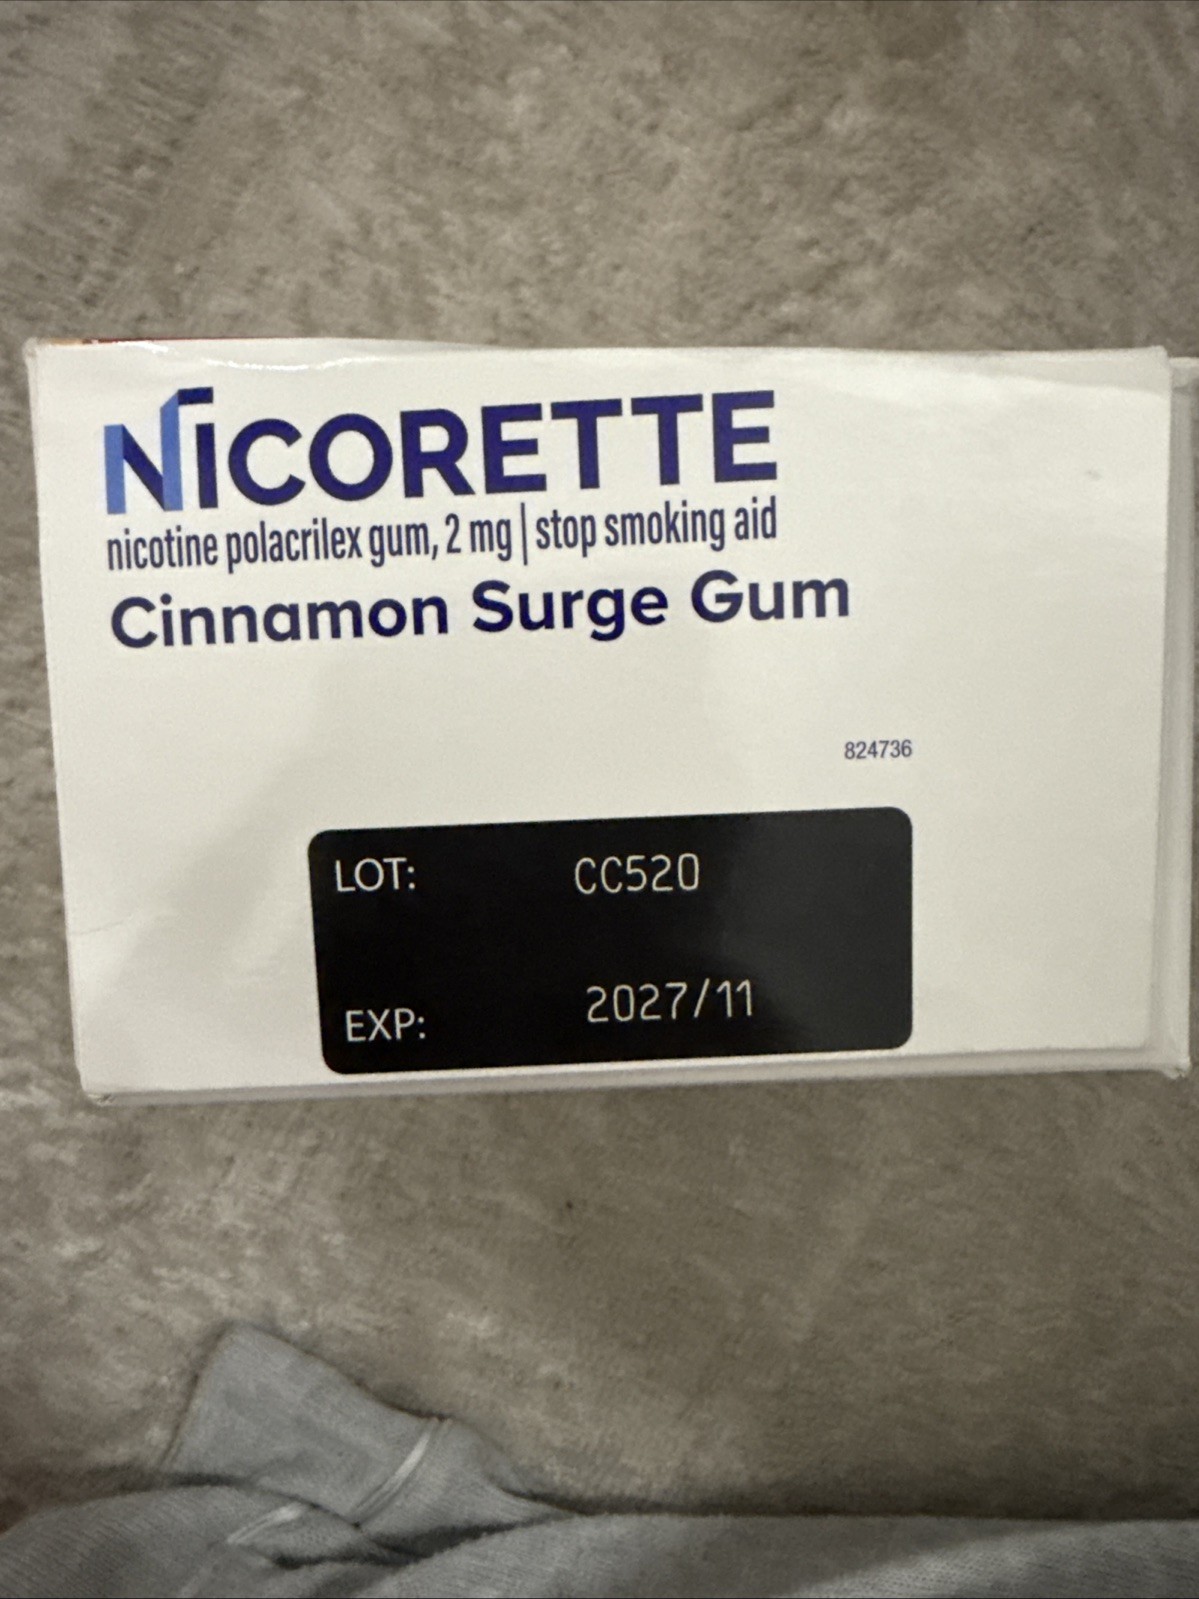 NICORETTE
nicotine polacrilex gum, 2 mg | stop smoking aid
Cinnamon Surge Gum
824736
LOT: CC520
EXP: 2027/11